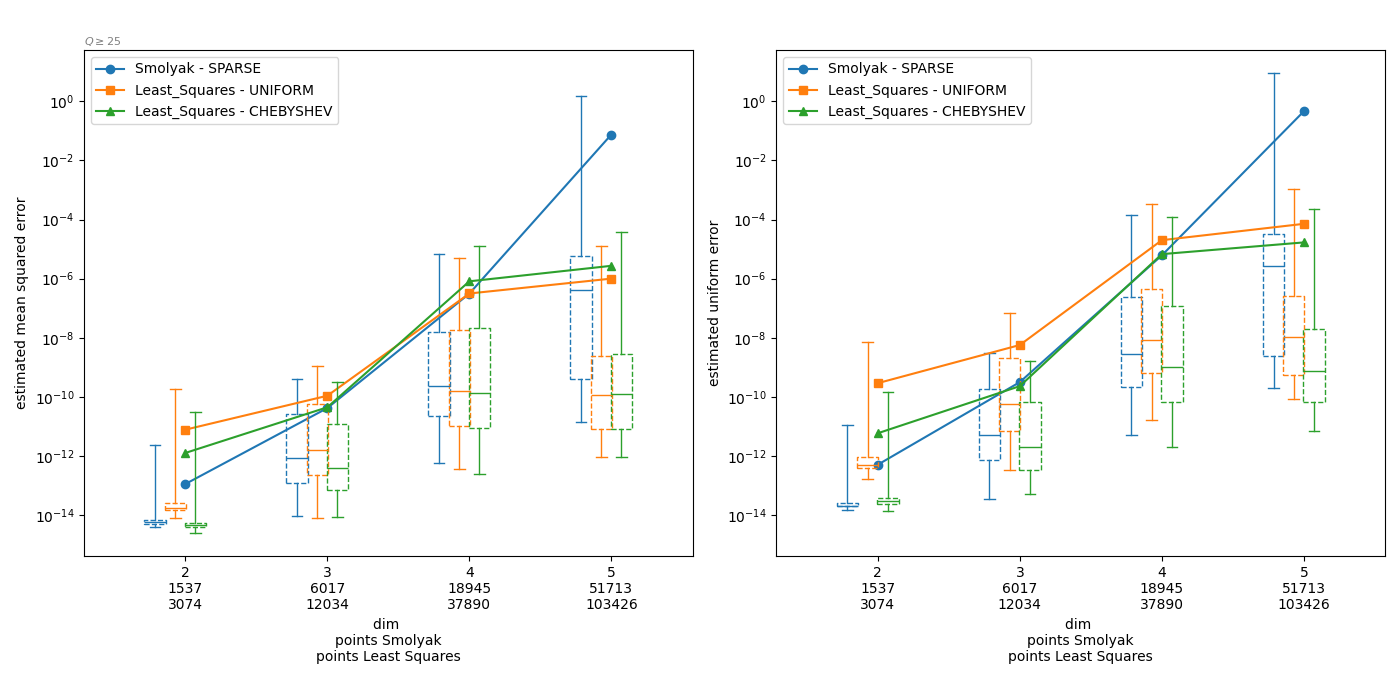 Q ≥ 25
Smolyak - SPARSE
Least_Squares - UNIFORM
Least_Squares - CHEBYSHEV
estimated mean squared error
10⁰
10⁻²
10⁻⁴
10⁻⁶
10⁻⁸
10⁻¹⁰
10⁻¹²
10⁻¹⁴
2 3 4 5
1537 6017 18945 51713
3074 12034 37890 103426
dim
points Smolyak
points Least Squares
Smolyak - SPARSE
Least_Squares - UNIFORM
Least_Squares - CHEBYSHEV
estimated uniform error
10⁰
10⁻²
10⁻⁴
10⁻⁶
10⁻⁸
10⁻¹⁰
10⁻¹²
10⁻¹⁴
2 3 4 5
1537 6017 18945 51713
3074 12034 37890 103426
dim
points Smolyak
points Least Squares